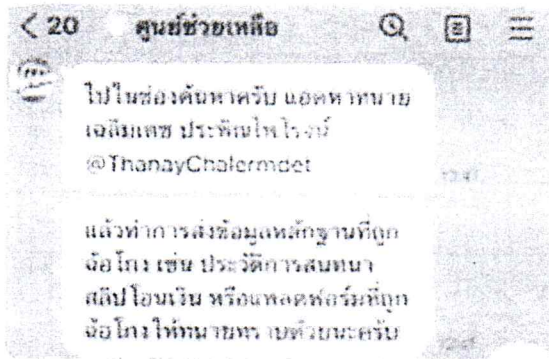 20 ศูนย์ช่วยเหลือ
ไปในช่องค้นหาครับ แอดหาทนาย
เฉลิมเดช ประพิณไพโรจน์
@ThanayChalermdet
12:47
แล้วทำการส่งข้อมูลหลักฐานที่ถูก
ฉ้อโกง เช่น ประวัติการสนทนา
สลิปโอนเงิน หรือแพลตฟอร์มที่ถูก
ฉ้อโกง ให้ทนายทราบด้วยนะครับ
12:47